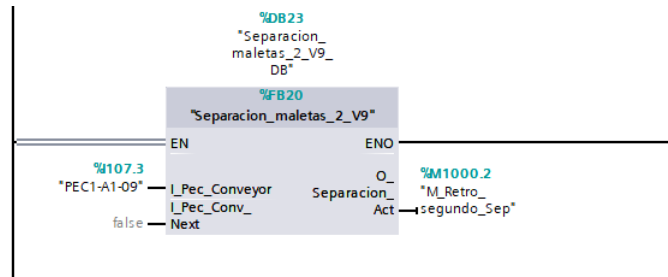 %DB23
"Separacion_
maletas_2_V9_
DB"
%FB20
"Separacion_maletas_2_V9"
EN
ENO
%I107.3
"PEC1-A1-09"
I_Pec_Conveyor
I_Pec_Conv_
Next
false
O_
Separacion_
Act
%M1000.2
"M_Retro_
segundo_Sep"